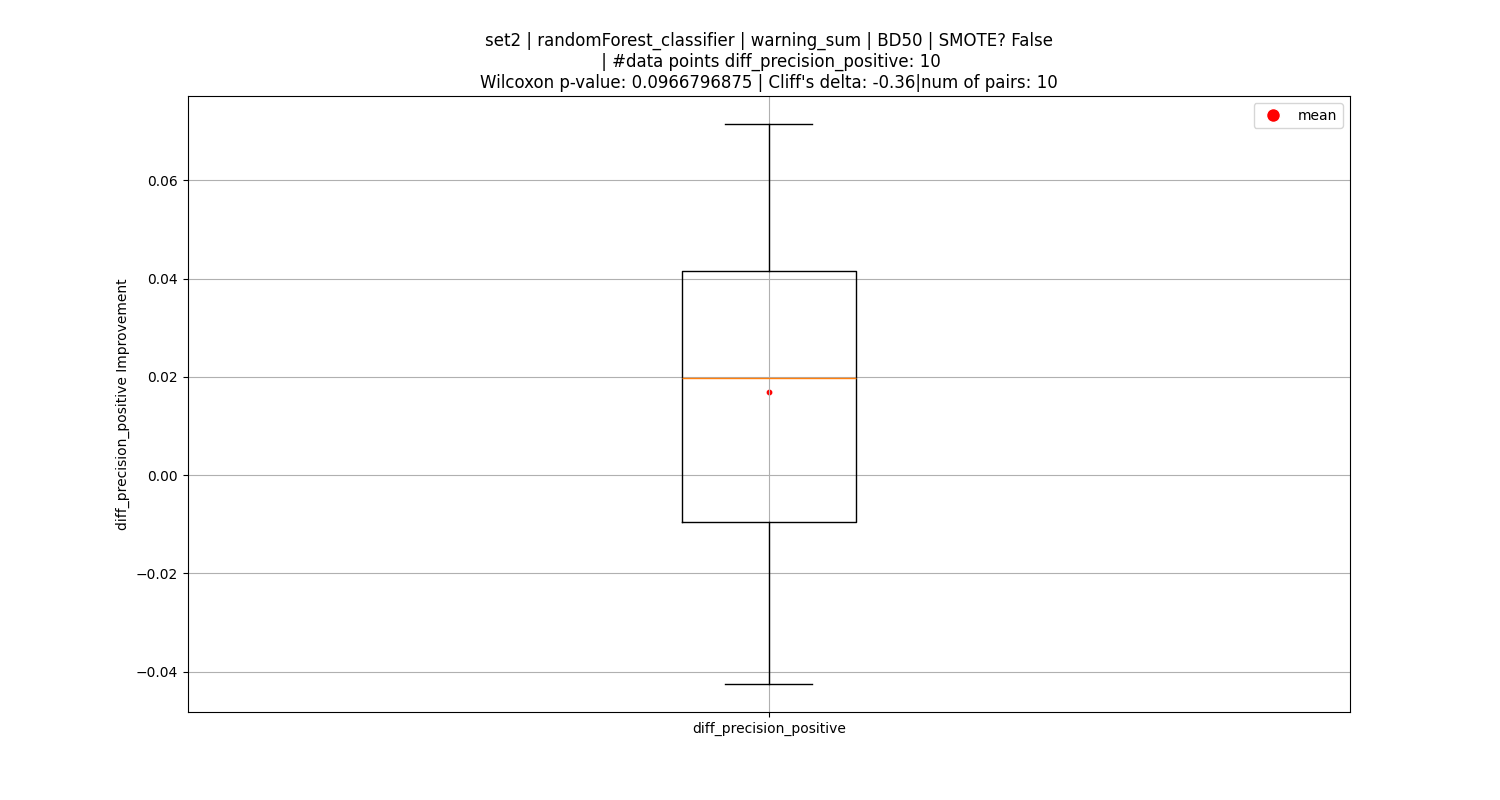 set2 | randomForest_classifier | warning_sum | BD50 | SMOTE? False
| #data points diff_precision_positive: 10
Wilcoxon p-value: 0.0966796875 | Cliff's delta: -0.36|num of pairs: 10
mean
0.06
0.04
0.02
0.00
−0.02
−0.04
diff_precision_positive Improvement
diff_precision_positive